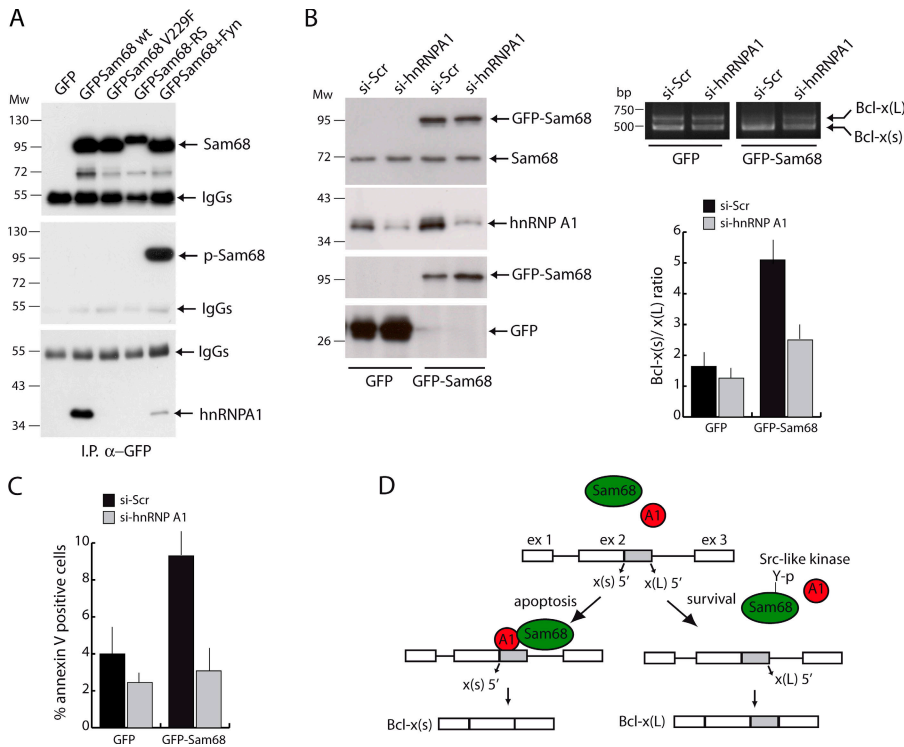 A
GFP
GFPSam68 wt
GFPSam68 V229F
GFPSam68-RS
GFPSam68+Fyn
Mw
130
95
72
55
Sam68
IgGs
130
95
72
55
p-Sam68
IgGs
55
43
34
IgGs
hnRNPA1
I.P. α-GFP
B
si-Scr
si-hnRNPA1
si-Scr
si-hnRNPA1
Mw
95
72
GFP-Sam68
Sam68
43
34
hnRNP A1
95
GFP-Sam68
26
GFP
GFP
GFP-Sam68
si-Scr
si-hnRNPA1
si-Scr
si-hnRNPA1
bp
750
500
Bcl-x(L)
Bcl-x(s)
GFP
GFP-Sam68
si-Scr
si-hnRNP A1
Bcl-x(s)/ x(L) ratio
6
5
4
3
2
1
0
GFP
GFP-Sam68
C
si-Scr
si-hnRNP A1
% annexin V positive cells
10
8
6
4
2
0
GFP
GFP-Sam68
D
Sam68
A1
ex 1
ex 2
ex 3
x(s) 5'
x(L) 5'
Src-like kinase
Y-p
A1
Sam68
apoptosis
survival
A1
Sam68
x(s) 5'
x(L) 5'
Bcl-x(s)
Bcl-x(L)